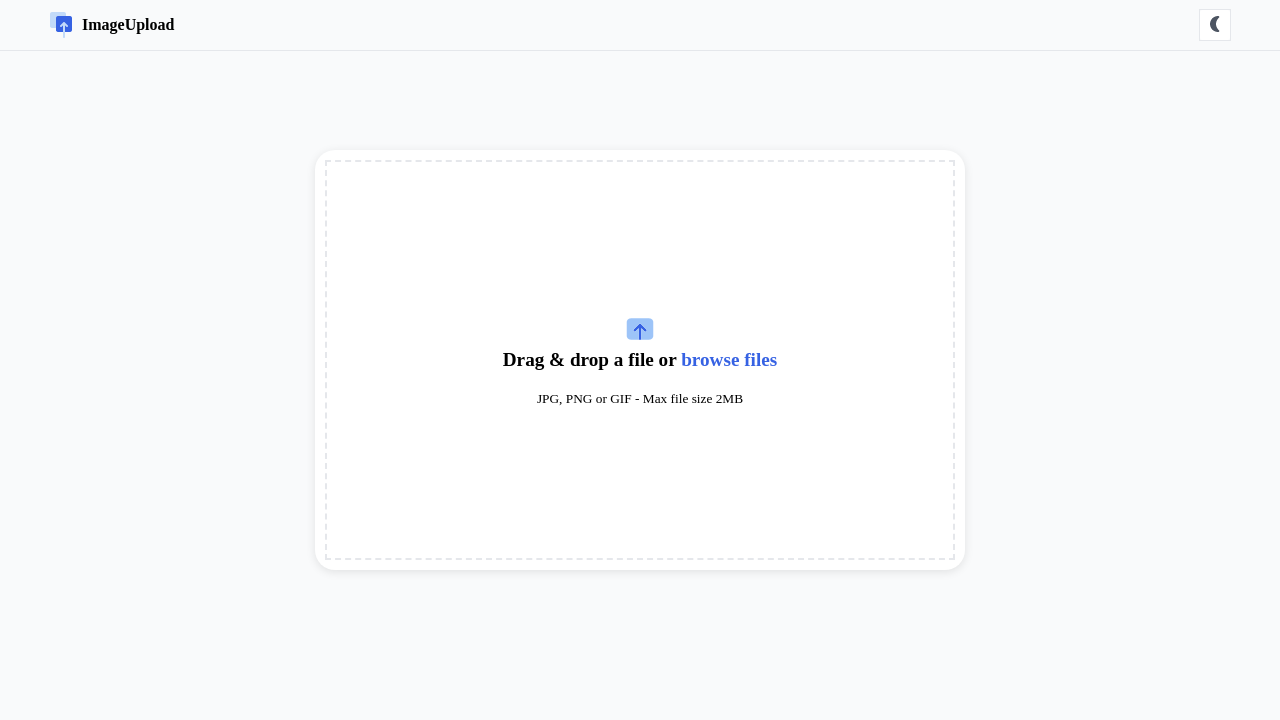 ImageUpload
Drag & drop a file or browse files
JPG, PNG or GIF - Max file size 2MB